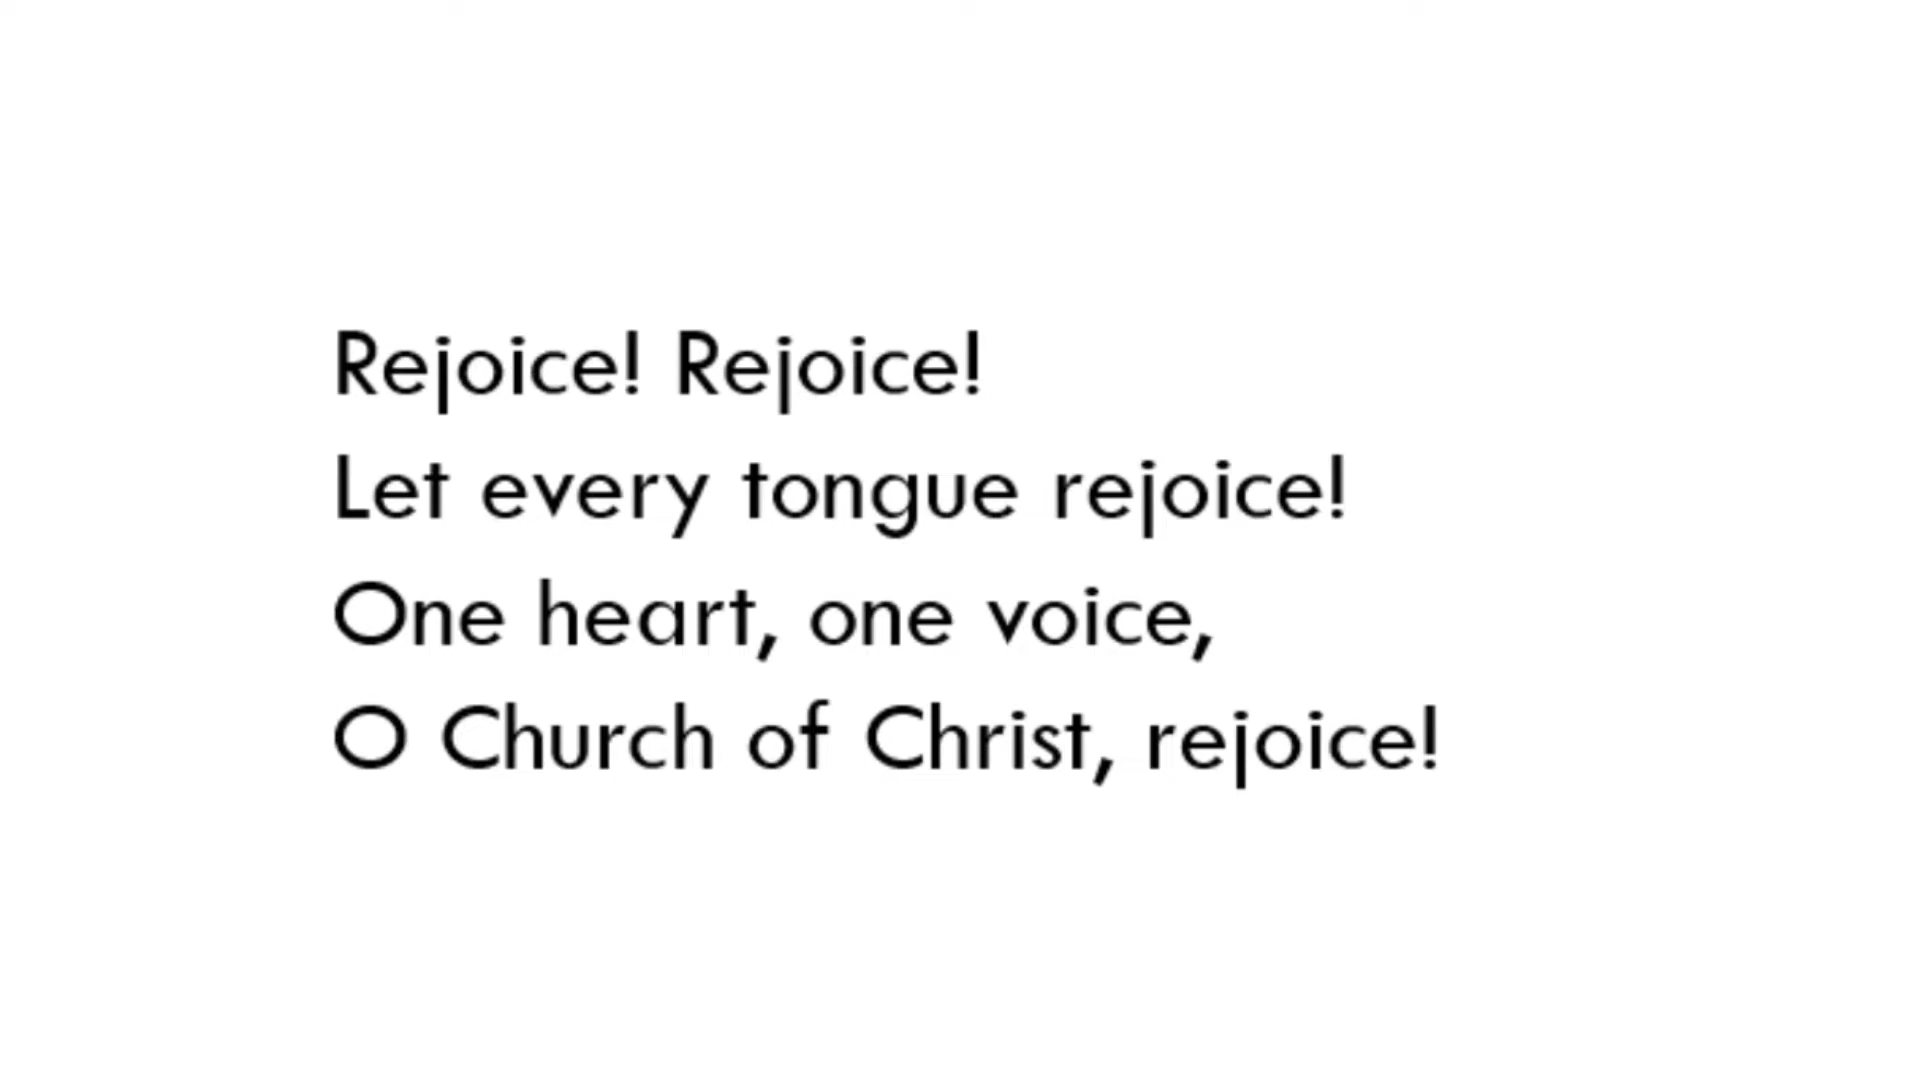 Rejoice! Rejoice!
Let every tongue rejoice!
One heart, one voice,
O Church of Christ, rejoice!